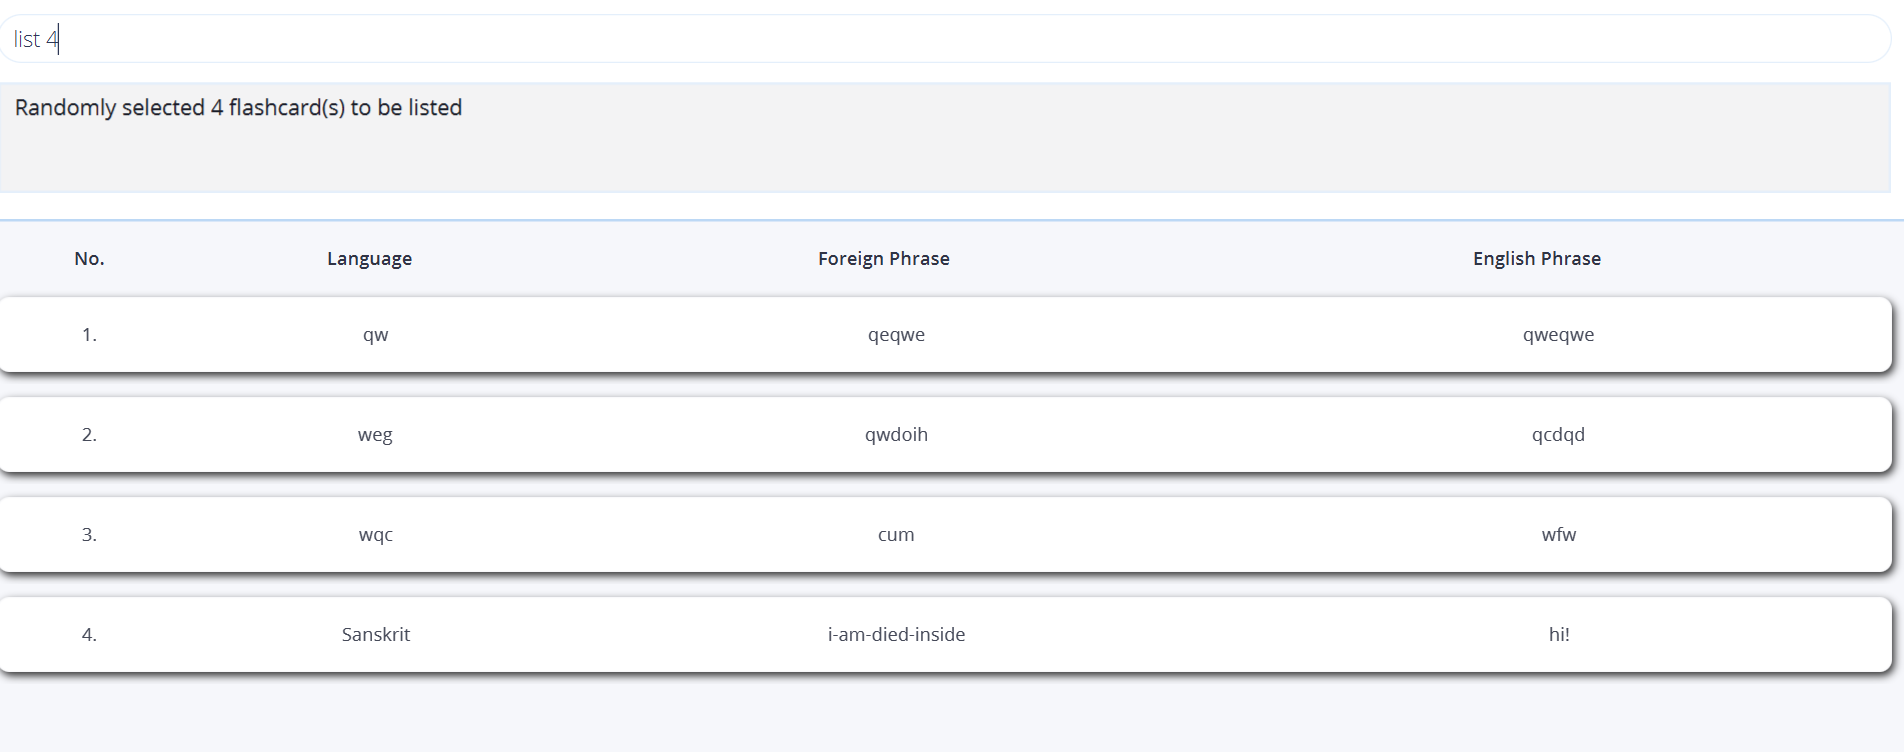 list 4
Randomly selected 4 flashcard(s) to be listed
No. Language Foreign Phrase English Phrase
1. qw qeqwe qweqwe
2. weg qwdoih qcdqd
3. wqc cum wfw
4. Sanskrit i-am-died-inside hi!